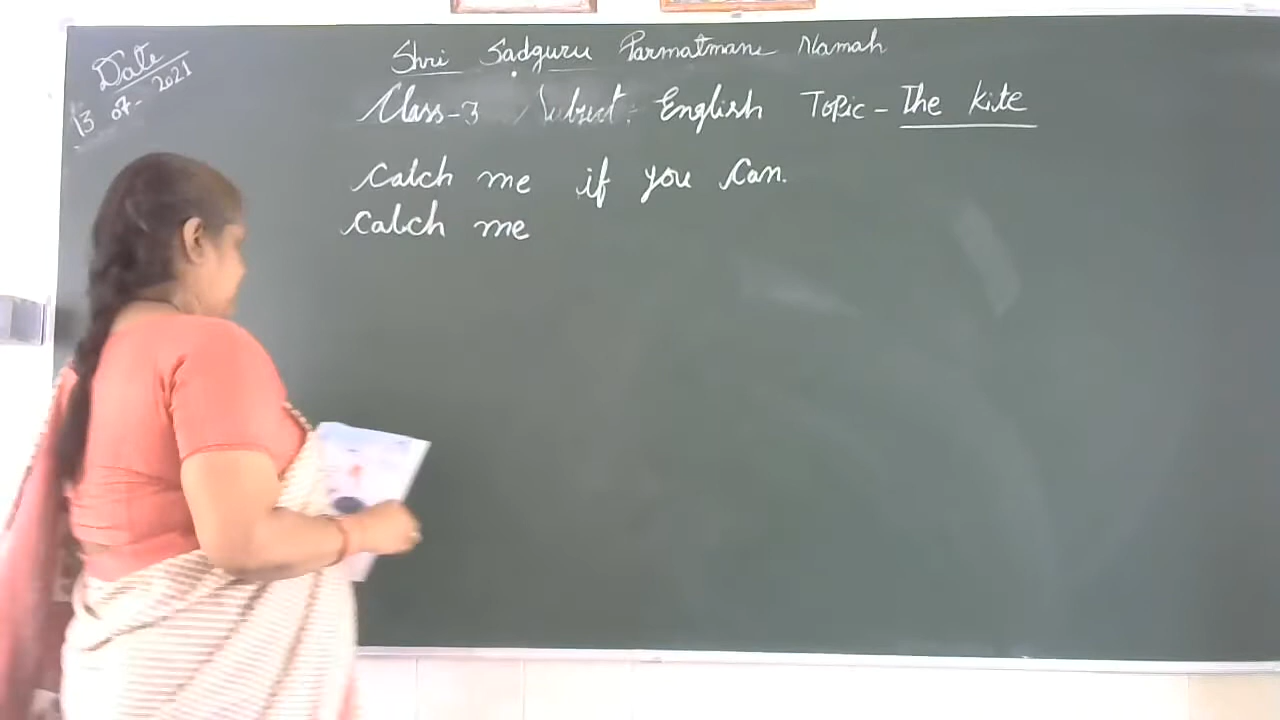 Date
13 07- 2021
Shri Sadguru Parmatmane Namah
Class-3 Subject: English Topic - The kite
Catch me if you can.
Catch me